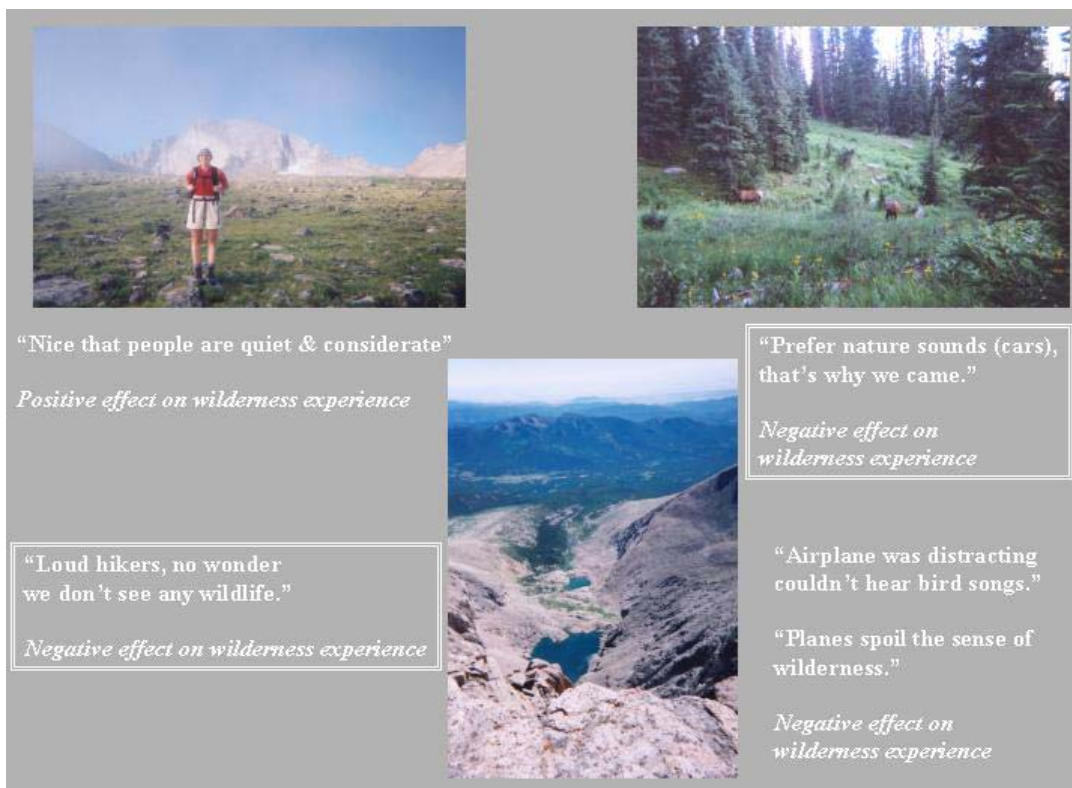 “Nice that people are quiet & considerate”
Positive effect on wilderness experience
“Prefer nature sounds (cars),
that’s why we came.”
Negative effect on
wilderness experience
“Loud hikers, no wonder
we don’t see any wildlife.”
Negative effect on wilderness experience
“Airplane was distracting
couldn’t hear bird songs.”
“Planes spoil the sense of
wilderness.”
Negative effect on
wilderness experience